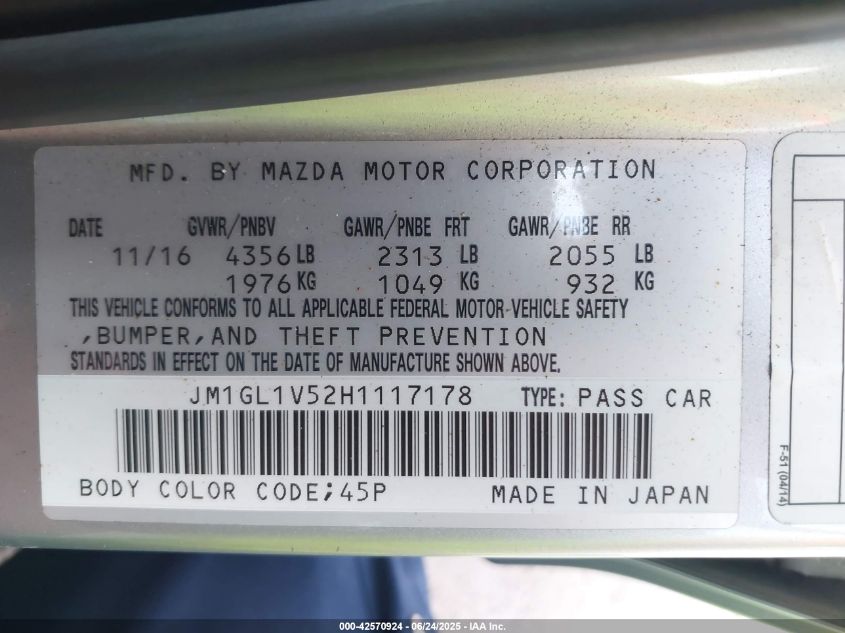 MFD. BY MAZDA MOTOR CORPORATION
DATE GVWR/PNBV GAWR/PNBE FRT GAWR/PNBE RR
11/16 4356 LB 2313 LB 2055 LB
1976 KG 1049 KG 932 KG
THIS VEHICLE CONFORMS TO ALL APPLICABLE FEDERAL MOTOR-VEHICLE SAFETY
,BUMPER,AND THEFT PREVENTION
STANDARDS IN EFFECT ON THE DATE OF MANUFACTURE SHOWN ABOVE.
JM1GL1V52H1117178 TYPE: PASS CAR
BODY COLOR CODE;45P MADE IN JAPAN
F-51 (04/14)
000-42570924 - 06/24/2025 - IAA Inc.